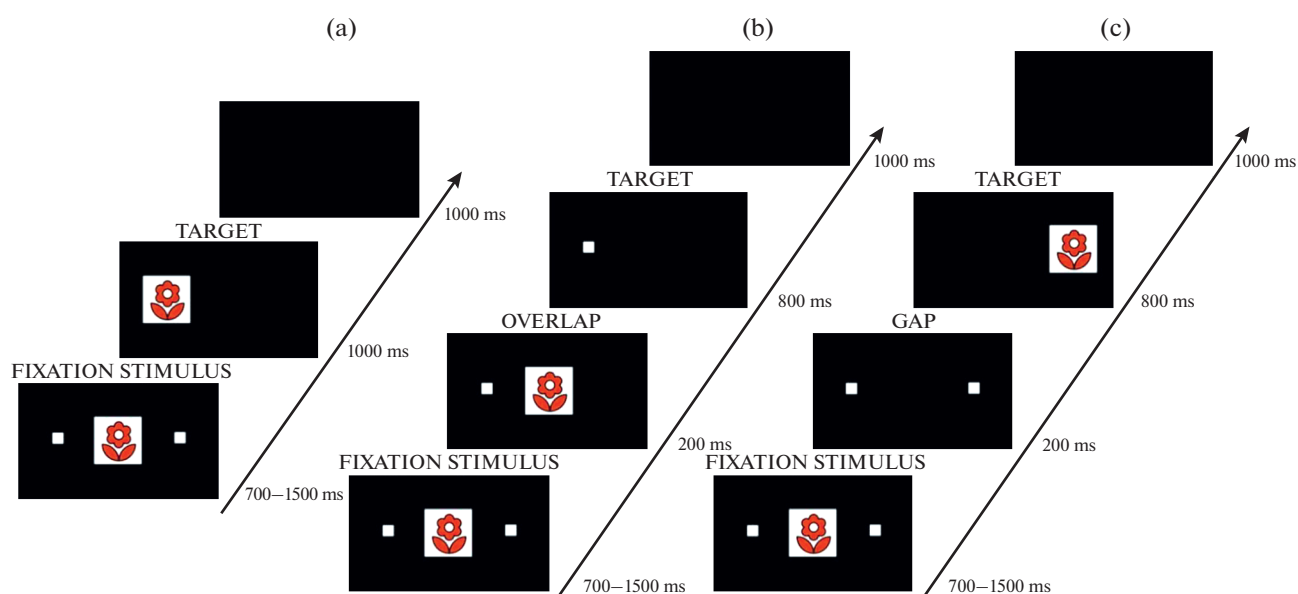 (a)
TARGET
FIXATION STIMULUS
700–1500 ms
1000 ms
1000 ms
(b)
TARGET
OVERLAP
FIXATION STIMULUS
700–1500 ms
200 ms
800 ms
1000 ms
(c)
TARGET
GAP
FIXATION STIMULUS
700–1500 ms
200 ms
800 ms
1000 ms